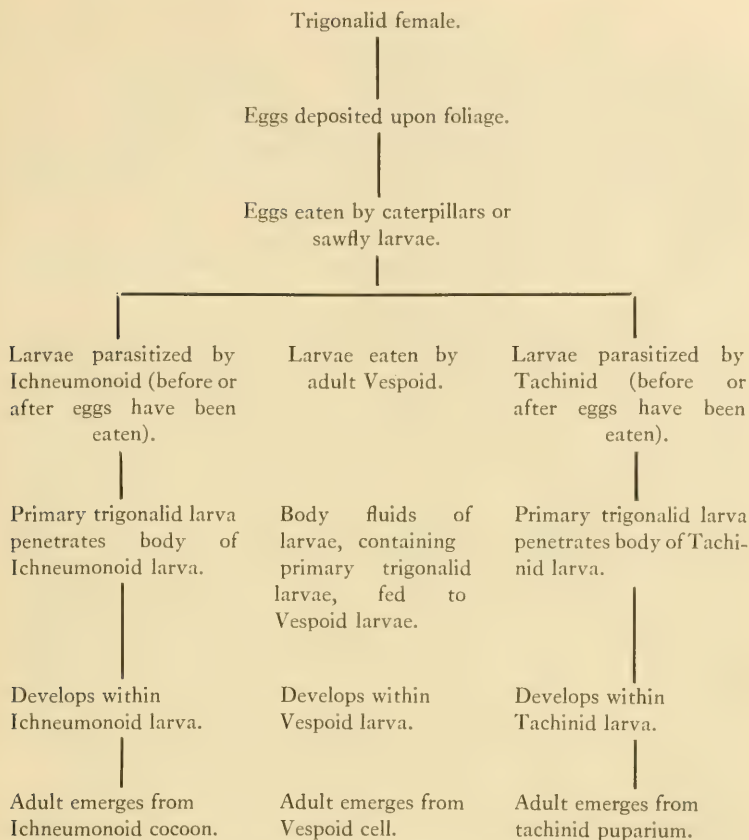 Trigonalid female.
Eggs deposited upon foliage.
Eggs eaten by caterpillars or
sawfly larvae.
Larvae parasitized by
Ichneumonoid (before or
after eggs have been
eaten).
Larvae eaten by
adult Vespoid.
Larvae parasitized by
Tachinid (before or
after eggs have been
eaten).
Primary trigonalid larva
penetrates body of
Ichneumonoid larva.
Body fluids of
larvae, containing
primary trigonalid
larvae, fed to
Vespoid larvae.
Primary trigonalid larva
penetrates body of Tachi-
nid larva.
Develops within
Ichneumonoid larva.
Develops within
Vespoid larva.
Develops within
Tachinid larva.
Adult emerges from
Ichneumonoid cocoon.
Adult emerges from
Vespoid cell.
Adult emerges from
tachinid puparium.